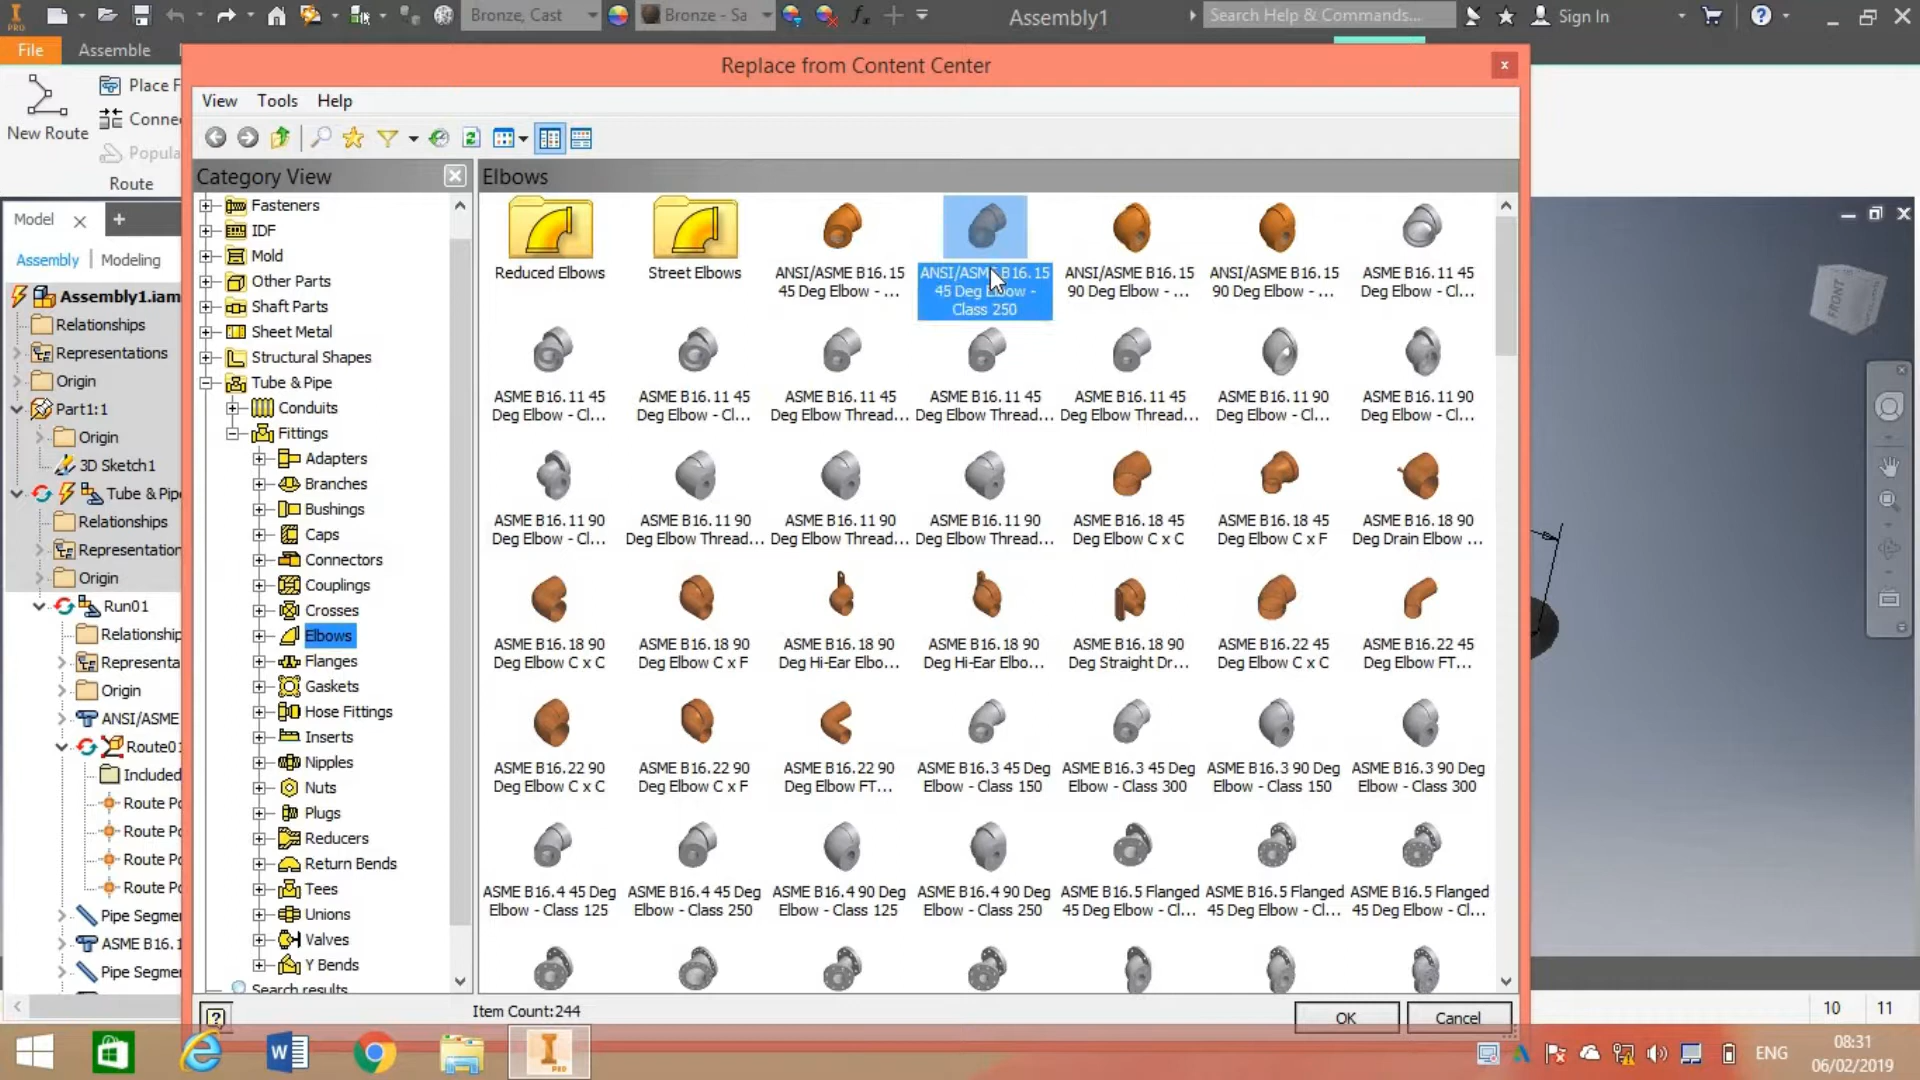 PRO
Bronze, Cast
Bronze - Sa
Assembly1
Search Help & Commands...
Sign In
File
Assemble
New Route
Place F
Conne
Popula
Route
Replace from Content Center
View
Tools
Help
Category View
Elbows
Model
Assembly
Modeling
Assembly1.iam
Relationships
Representations
Origin
Part1:1
Origin
3D Sketch1
Tube & Pipe
Relationships
Representation
Origin
Run01
Relationship
Representa
Origin
ANSI/ASME
Route01
Included
Route Po
Route Po
Route Po
Route Po
Pipe Segmer
ASME B16.1
Pipe Segmer
Fasteners
IDF
Mold
Other Parts
Shaft Parts
Sheet Metal
Structural Shapes
Tube & Pipe
Conduits
Fittings
Adapters
Branches
Bushings
Caps
Connectors
Couplings
Crosses
Elbows
Flanges
Gaskets
Hose Fittings
Inserts
Nipples
Nuts
Plugs
Reducers
Return Bends
Tees
Unions
Valves
Y Bends
Search results
Reduced Elbows
Street Elbows
ANSI/ASME B16.15
45 Deg Elbow - ...
ANSI/ASME B16.15
45 Deg Elbow -
Class 250
ANSI/ASME B16.15
90 Deg Elbow - ...
ANSI/ASME B16.15
90 Deg Elbow - ...
ASME B16.11 45
Deg Elbow - Cl...
ASME B16.11 45
Deg Elbow - Cl...
ASME B16.11 45
Deg Elbow - Cl...
ASME B16.11 45
Deg Elbow Thread...
ASME B16.11 45
Deg Elbow Thread...
ASME B16.11 45
Deg Elbow Thread...
ASME B16.11 90
Deg Elbow - Cl...
ASME B16.11 90
Deg Elbow - Cl...
ASME B16.11 90
Deg Elbow - Cl...
ASME B16.11 90
Deg Elbow Thread...
ASME B16.11 90
Deg Elbow Thread...
ASME B16.11 90
Deg Elbow Thread...
ASME B16.18 45
Deg Elbow C x C
ASME B16.18 45
Deg Elbow C x F
ASME B16.18 90
Deg Drain Elbow ...
ASME B16.18 90
Deg Elbow C x C
ASME B16.18 90
Deg Elbow C x F
ASME B16.18 90
Deg Hi-Ear Elbo...
ASME B16.18 90
Deg Hi-Ear Elbo...
ASME B16.18 90
Deg Straight Dr...
ASME B16.22 45
Deg Elbow C x C
ASME B16.22 45
Deg Elbow FT...
ASME B16.22 90
Deg Elbow C x C
ASME B16.22 90
Deg Elbow C x F
ASME B16.22 90
Deg Elbow FT...
ASME B16.3 45 Deg
Elbow - Class 150
ASME B16.3 45 Deg
Elbow - Class 300
ASME B16.3 90 Deg
Elbow - Class 150
ASME B16.3 90 Deg
Elbow - Class 300
ASME B16.4 45 Deg
Elbow - Class 125
ASME B16.4 45 Deg
Elbow - Class 250
ASME B16.4 90 Deg
Elbow - Class 125
ASME B16.4 90 Deg
Elbow - Class 250
ASME B16.5 Flanged
45 Deg Elbow - Cl...
ASME B16.5 Flanged
45 Deg Elbow - Cl...
ASME B16.5 Flanged
45 Deg Elbow - Cl...
Item Count:244
OK
Cancel
FRONT
10
11
PRO
ENG
08:31
06/02/2019